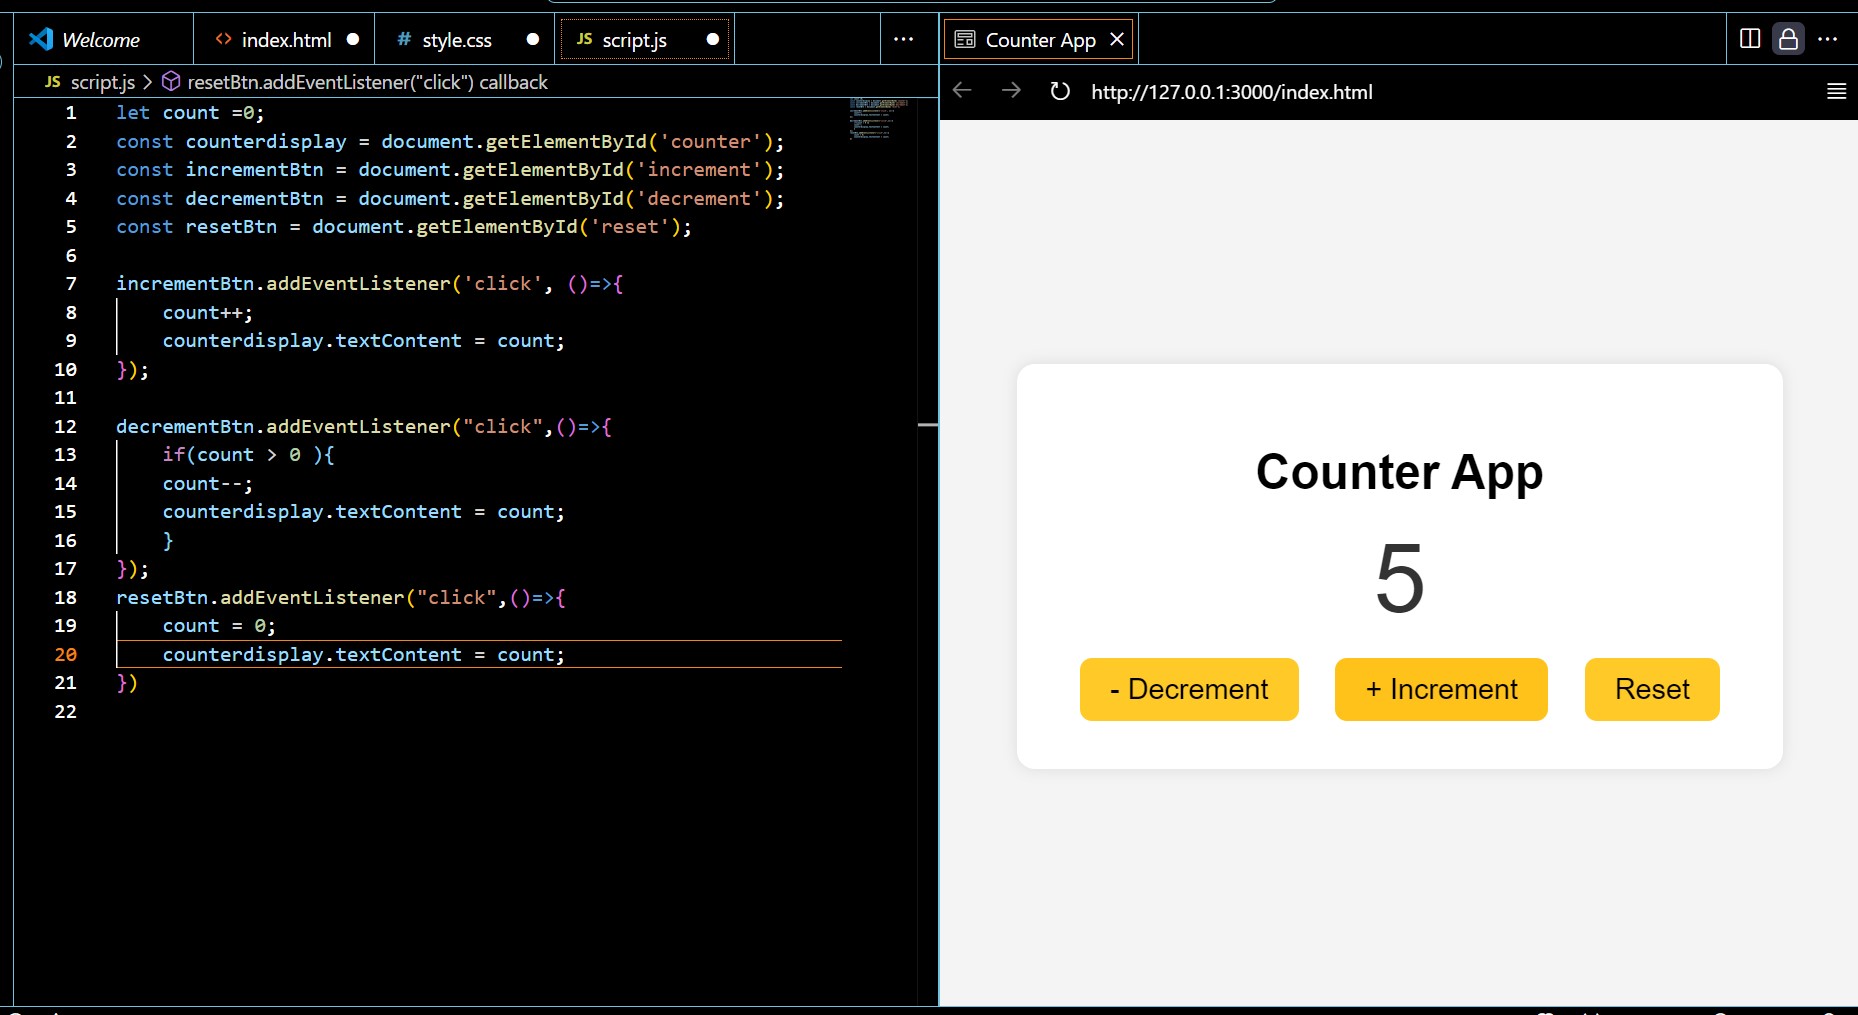 Welcome
index.html
style.css
JS script.js
Counter App
JS script.js > resetBtn.addEventListener("click") callback
http://127.0.0.1:3000/index.html
1 let count =0;
2 const counterdisplay = document.getElementById('counter');
3 const incrementBtn = document.getElementById('increment');
4 const decrementBtn = document.getElementById('decrement');
5 const resetBtn = document.getElementById('reset');
6
7 incrementBtn.addEventListener('click', ()=>{
8 count++;
9 counterdisplay.textContent = count;
10 });
11
12 decrementBtn.addEventListener("click",()=>{
13 if(count > 0 ){
14 count--;
15 counterdisplay.textContent = count;
16 }
17 });
18 resetBtn.addEventListener("click",()=>{
19 count = 0;
20 counterdisplay.textContent = count;
21 })
22
Counter App
5
- Decrement
+ Increment
Reset